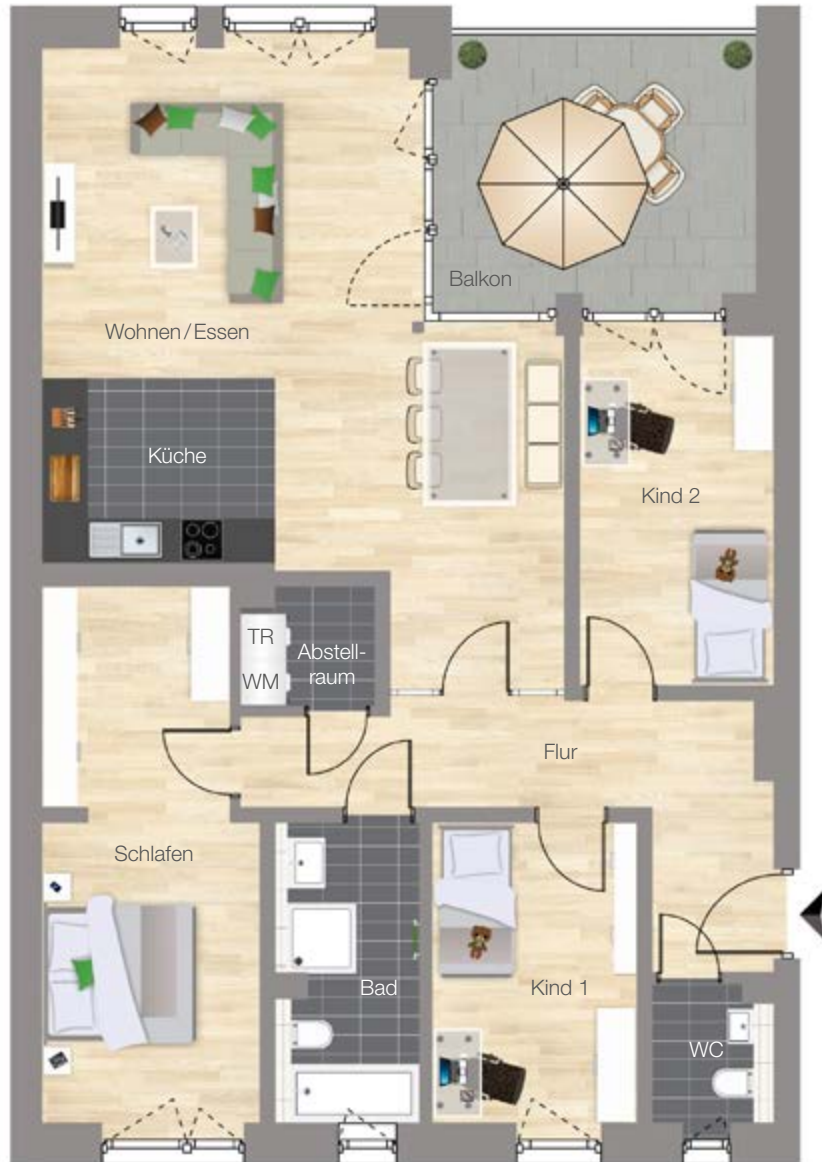 Balkon
Wohnen/Essen
Küche
Kind 2
TR
WM
Abstell-
raum
Flur
Schlafen
Bad
Kind 1
WC